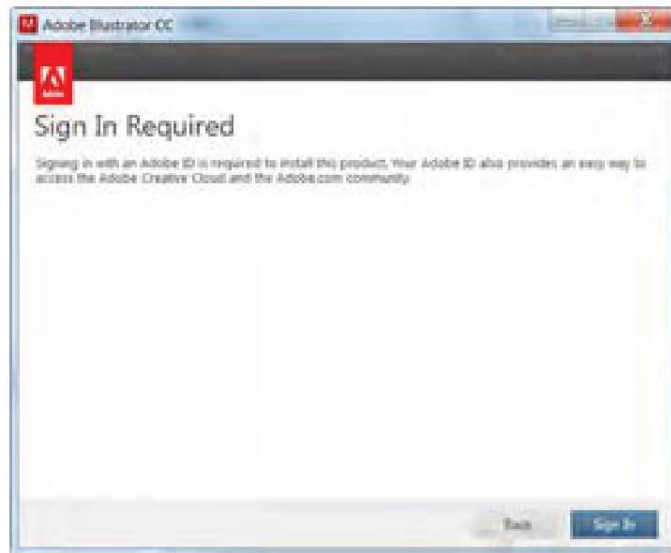 Adobe Illustrator CC
Adobe
Sign In Required
Signing in with an Adobe ID is required to install this product. Your Adobe ID also provides an easy way to
access the Adobe Creative Cloud and the Adobe.com community.
Back
Sign In